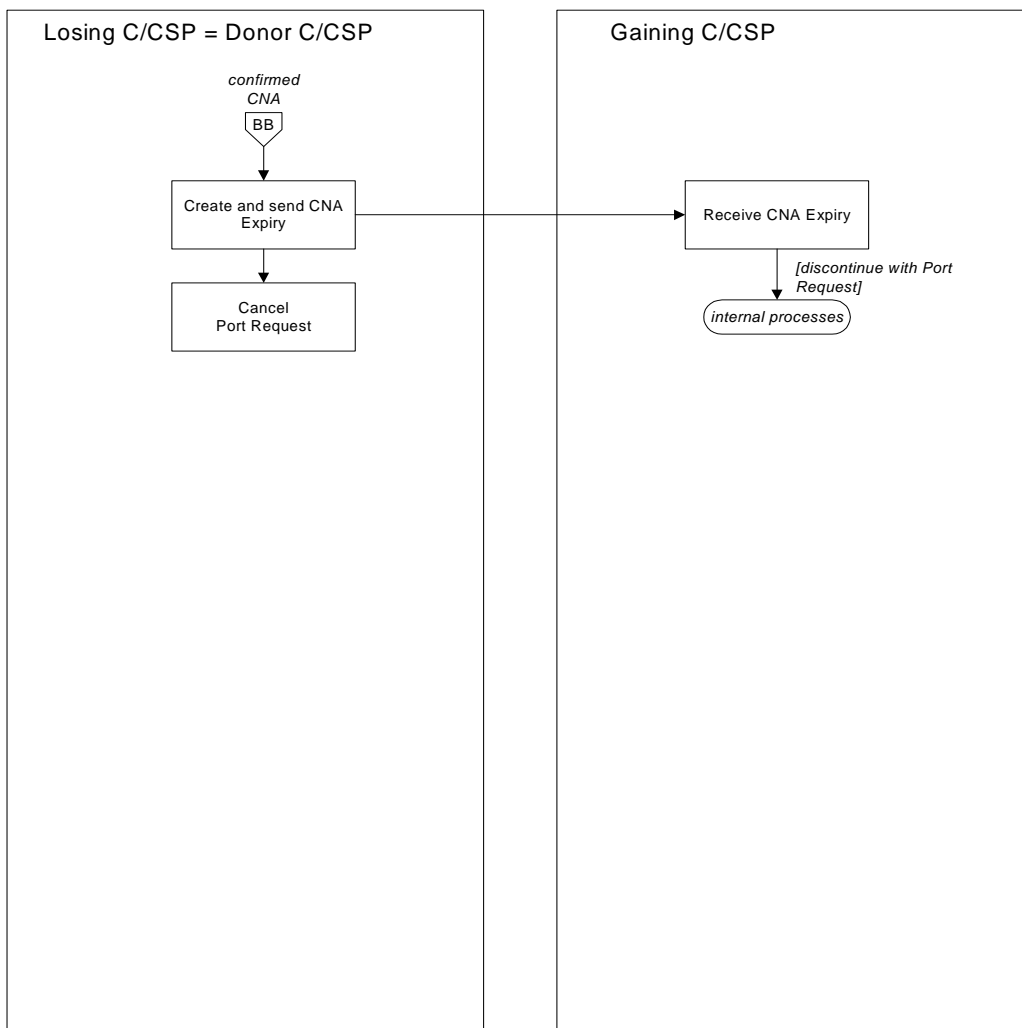 Losing C/CSP = Donor C/CSP
confirmed
CNA
BB
Create and send CNA
Expiry
Cancel
Port Request
Gaining C/CSP
Receive CNA Expiry
[discontinue with Port
Request]
internal processes